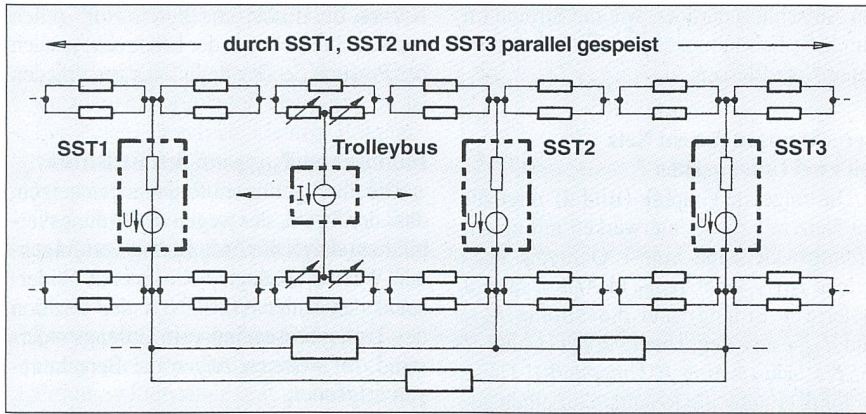 durch SST1, SST2 und SST3 parallel gespeist
SST1
Trolleybus
SST2
SST3
U
I
U
U